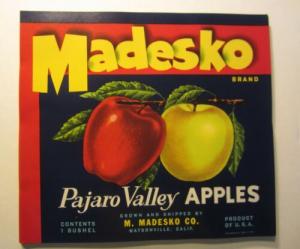 Madesko
BRAND
Pajaro Valley APPLES
GROWN AND SHIPPED BY
M. MADESKO CO.
WATSONVILLE, CALIF.
CONTENTS
1 BUSHEL
PRODUCT
OF U.S.A.